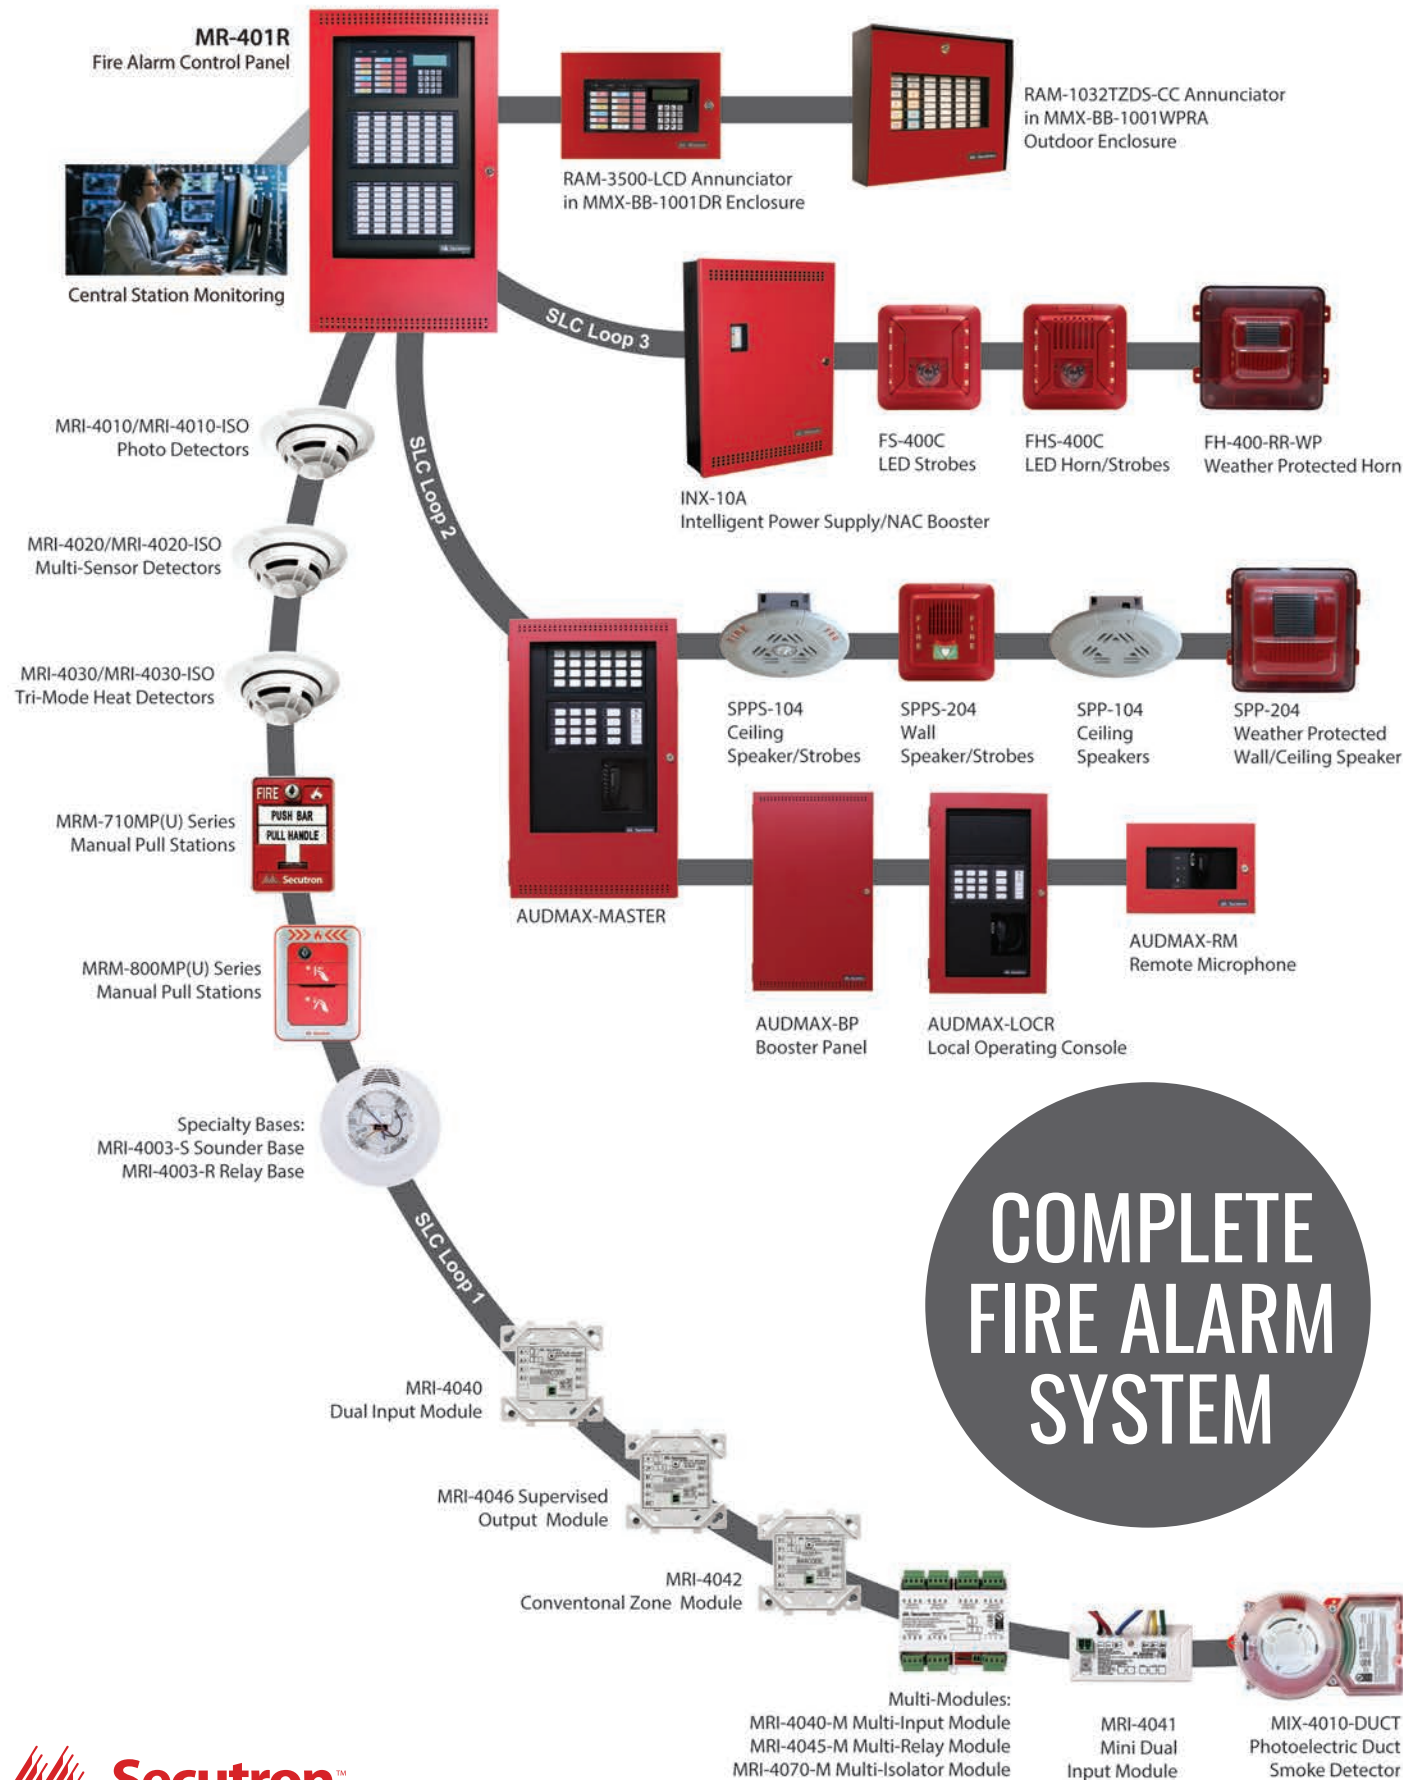 MR-401R
Fire Alarm Control Panel
Central Station Monitoring
RAM-3500-LCD Annunciator
in MMX-BB-1001DR Enclosure
RAM-1032TZDS-CC Annunciator
in MMX-BB-1001WPRA
Outdoor Enclosure
SLC Loop 3
INX-10A
Intelligent Power Supply/NAC Booster
FS-400C
LED Strobes
FHS-400C
LED Horn/Strobes
FH-400-RR-WP
Weather Protected Horn
MRI-4010/MRI-4010-ISO
Photo Detectors
SLC Loop 2
MRI-4020/MRI-4020-ISO
Multi-Sensor Detectors
MRI-4030/MRI-4030-ISO
Tri-Mode Heat Detectors
FIRE
FIRE
FIRE
FIRE
SPPS-104
Ceiling
Speaker/Strobes
SPPS-204
Wall
Speaker/Strobes
SPP-104
Ceiling
Speakers
SPP-204
Weather Protected
Wall/Ceiling Speaker
FIRE
PUSH BAR
PULL HANDLE
Secutron
MRM-710MP(U) Series
Manual Pull Stations
AUDMAX-MASTER
MRM-800MP(U) Series
Manual Pull Stations
AUDMAX-RM
Remote Microphone
AUDMAX-BP
Booster Panel
AUDMAX-LOCR
Local Operating Console
Specialty Bases:
MRI-4003-S Sounder Base
MRI-4003-R Relay Base
SLC Loop 1
COMPLETE
FIRE ALARM
SYSTEM
MRI-4040
Dual Input Module
MRI-4046 Supervised
Output Module
MRI-4042
Conventonal Zone Module
Multi-Modules:
MRI-4040-M Multi-Input Module
MRI-4045-M Multi-Relay Module
MRI-4070-M Multi-Isolator Module
MRI-4041
Mini Dual
Input Module
MIX-4010-DUCT
Photoelectric Duct
Smoke Detector
Secutron™